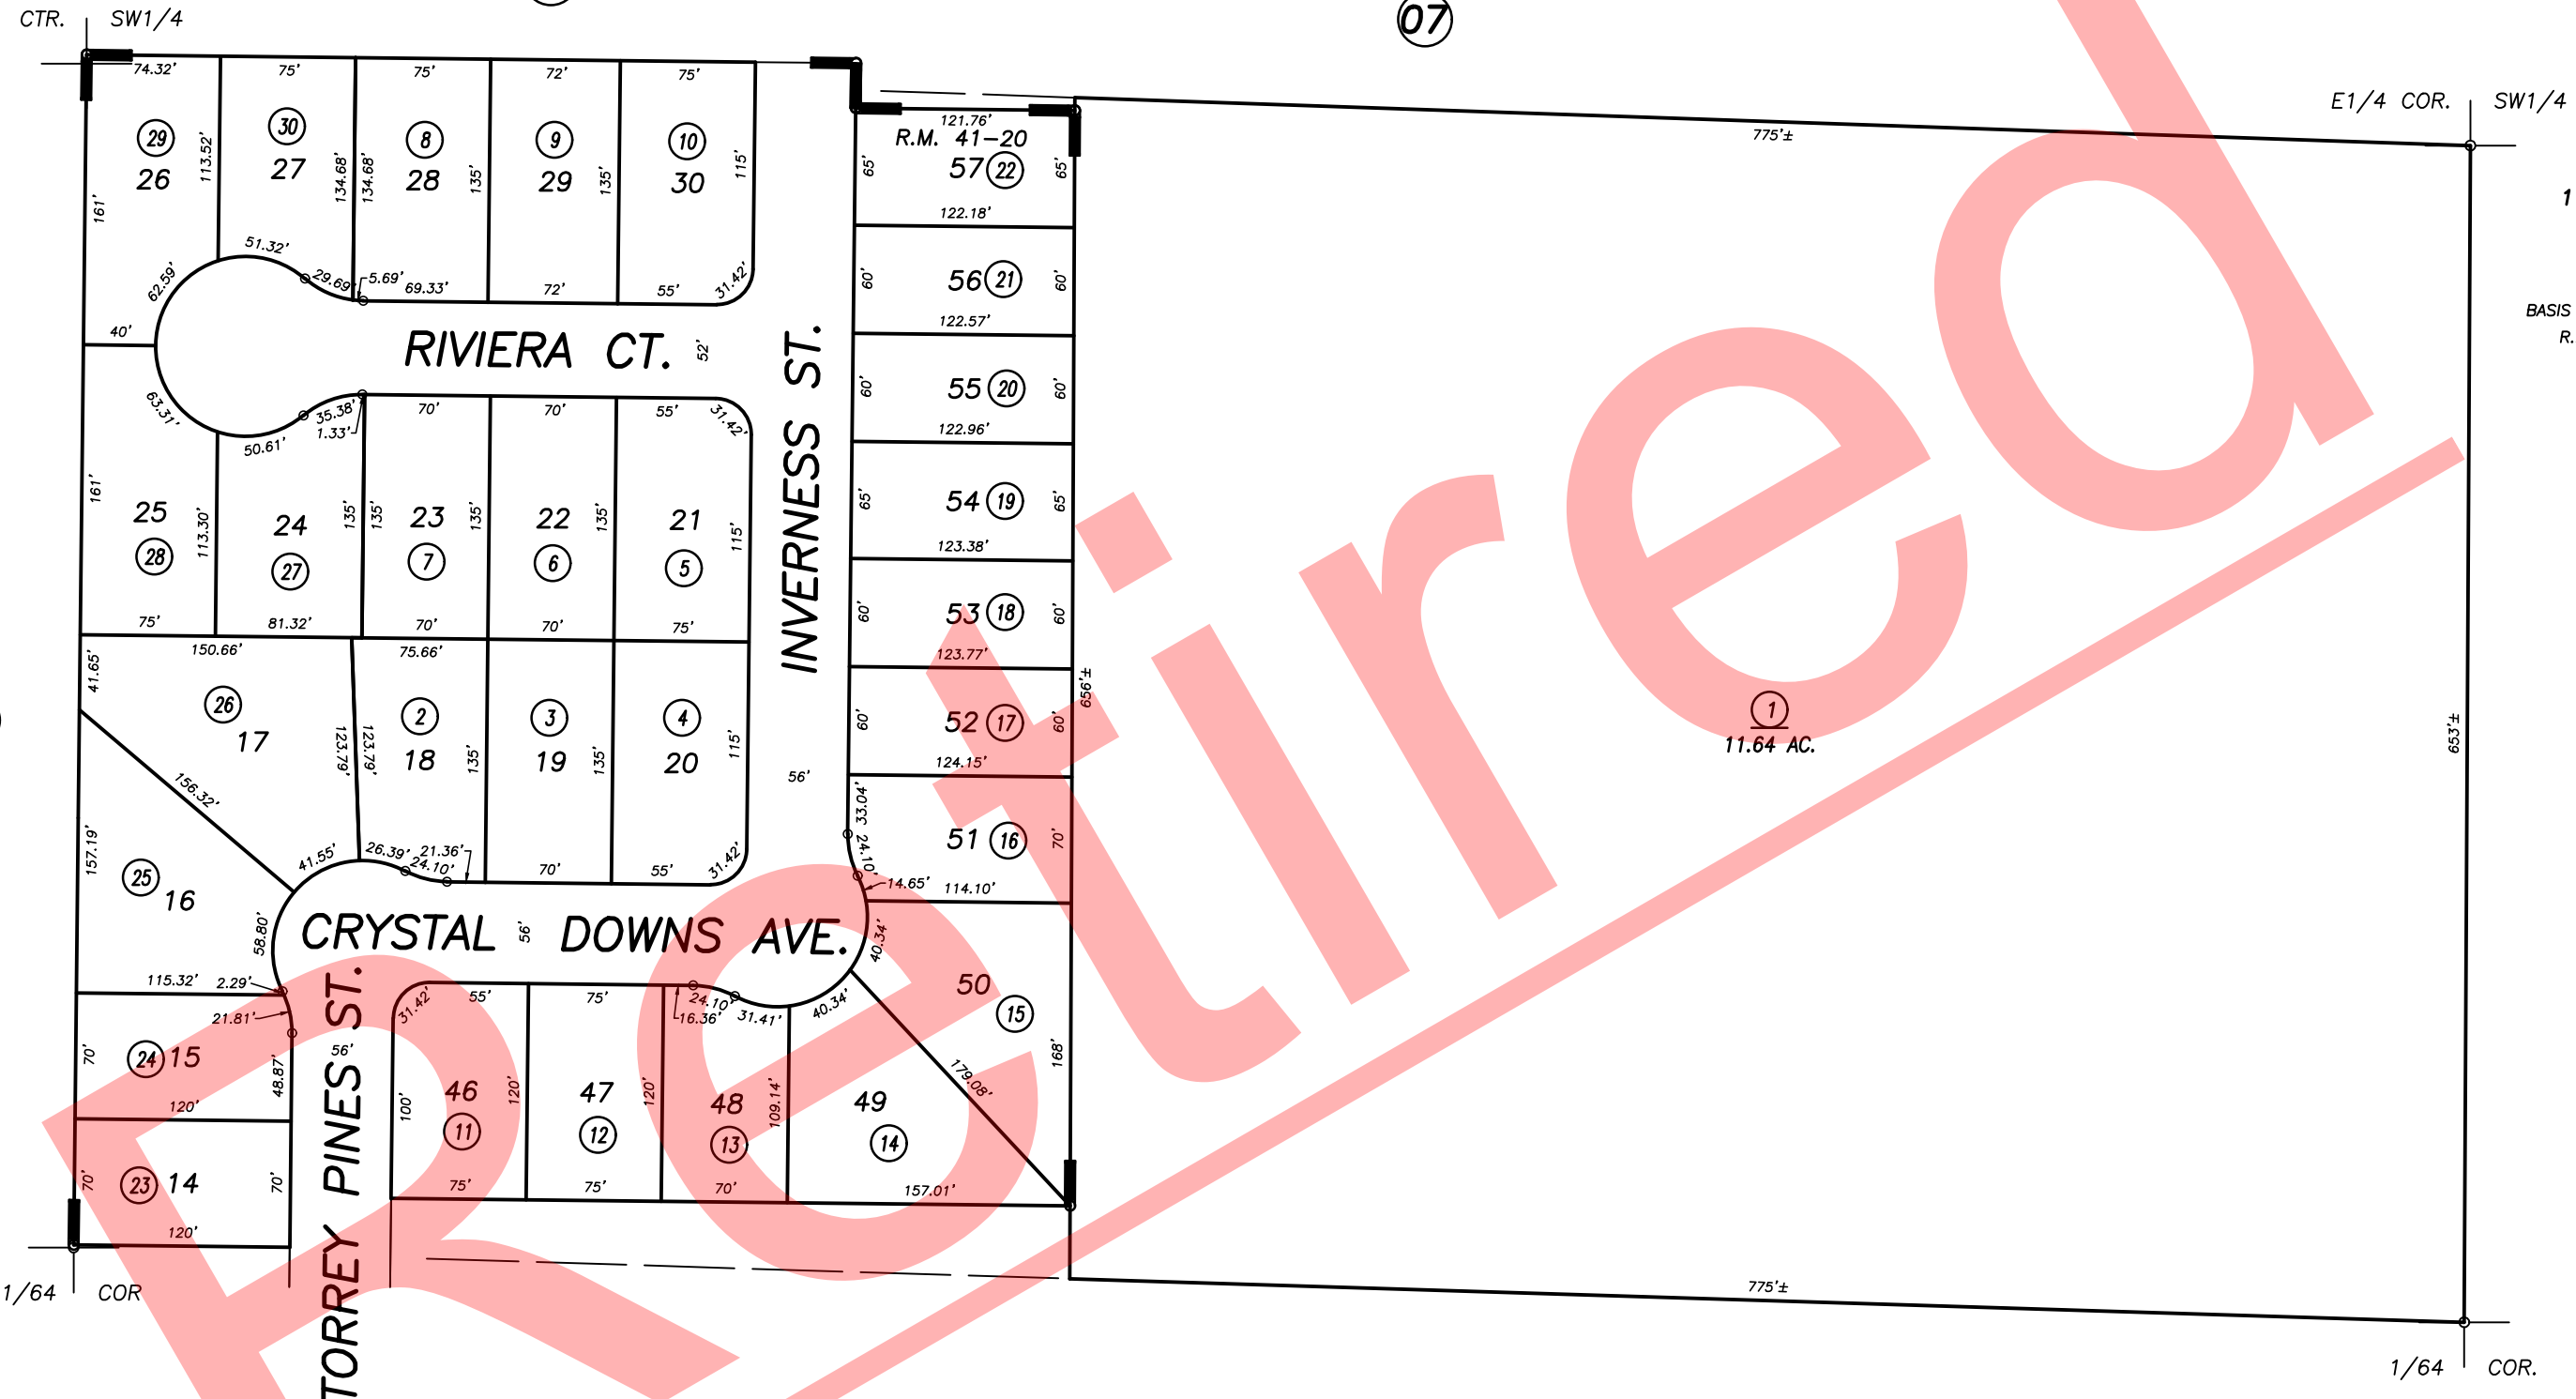 CTR. SW1/4
07
E1/4 COR. SW1/4
1
BASIS
R.
74.32' 75' 75' 72' 75'
29 30 8 9 10
26 27 28 29 30
161' 113.52' 134.68' 134.68' 135' 135' 115'
62.59' 51.32' 29.69' 5.69' 69.33' 72' 55' 31.42'
40'
RIVIERA CT. 52'
63.31' 50.61' 35.38' 1.33' 70' 70' 55' 31.42'
161' 113.30' 135' 135' 135' 135' 115'
25 24 23 22 21
28 27 7 6 5
75' 81.32' 70' 70' 75'
150.66' 75.66'
41.65' 123.79' 123.79' 135' 135' 115'
26 2 3 4
17 18 19 20
156.32'
157.19'
25
16
41.55' 26.39' 24.10' 21.36' 70' 55' 31.42'
58.80'
115.32' 2.29'
21.81'
CRYSTAL 56' DOWNS AVE.
INVERNESS ST.
56'
121.76'
R.M. 41-20
65' 57 22 65'
122.18'
60' 56 21 60'
122.57'
60' 55 20 60'
122.96'
65' 54 19 65'
123.38'
60' 53 18 60'
123.77'
60' 52 17 60'
124.15'
33.04' 51 16 70'
24.10'
14.65' 114.10'
40.34'
50
15
168'
40.34'
179.08'
70' 24 15 48.87'
120'
70' 23 14 70'
120'
TORREY PINES ST.
56'
31.42' 55' 75' 16.36' 24.10' 31.41'
100' 120' 120' 109.14'
46 47 48 49
11 12 13 14
75' 75' 70' 157.01'
775'±
656'±
1
11.64 AC.
653'±
775'±
1/64 COR
1/64 COR.
Retired